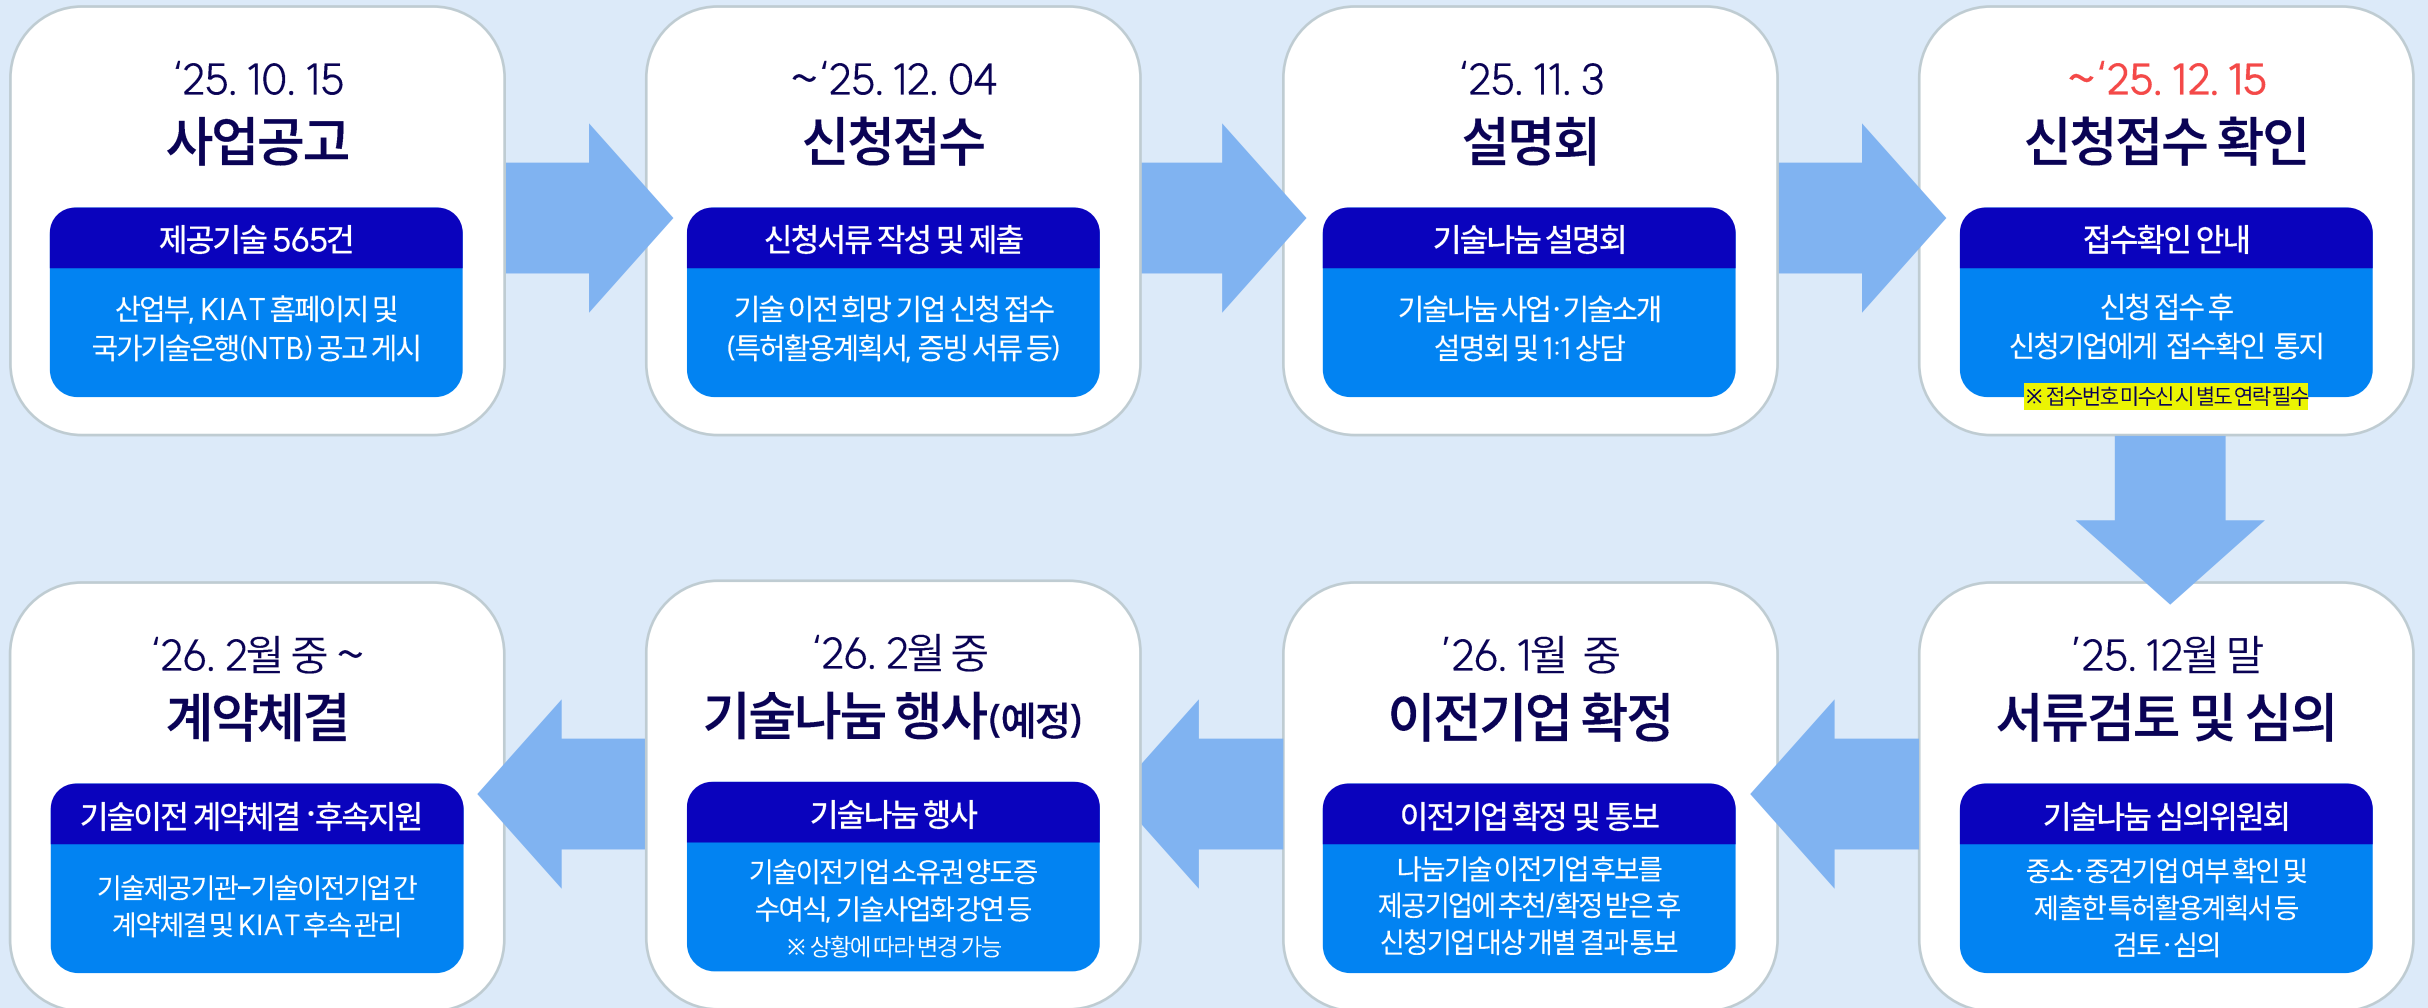 ‘25. 10. 15
사업공고
제공기술 565건
산업부, KIAT 홈페이지 및
국가기술은행(NTB) 공고 게시
~‘25. 12. 04
신청접수
신청서류 작성 및 제출
기술 이전 희망 기업 신청 접수
(특허활용계획서, 증빙 서류 등)
‘25. 11. 3
설명회
기술나눔 설명회
기술나눔 사업·기술소개
설명회 및 1:1 상담
~‘25. 12. 15
신청접수 확인
접수확인 안내
신청 접수 후
신청기업에게 접수확인 통지
※ 접수번호 미수신 시 별도 연락 필수
’25. 12월 말
서류검토 및 심의
기술나눔 심의위원회
중소·중견기업 여부 확인 및
제출한 특허활용계획서 등
검토·심의
’26. 1월 중
이전기업 확정
이전기업 확정 및 통보
나눔기술 이전기업 후보를
제공기업에 추천/확정 받은 후
신청기업 대상 개별 결과 통보
‘26. 2월 중
기술나눔 행사(예정)
기술나눔 행사
기술이전기업 소유권 양도증
수여식, 기술사업화 강연 등
※ 상황에 따라 변경 가능
‘26. 2월 중 ~
계약체결
기술이전 계약체결 ·후속지원
기술제공기관-기술이전기업 간
계약체결 및 KIAT 후속 관리